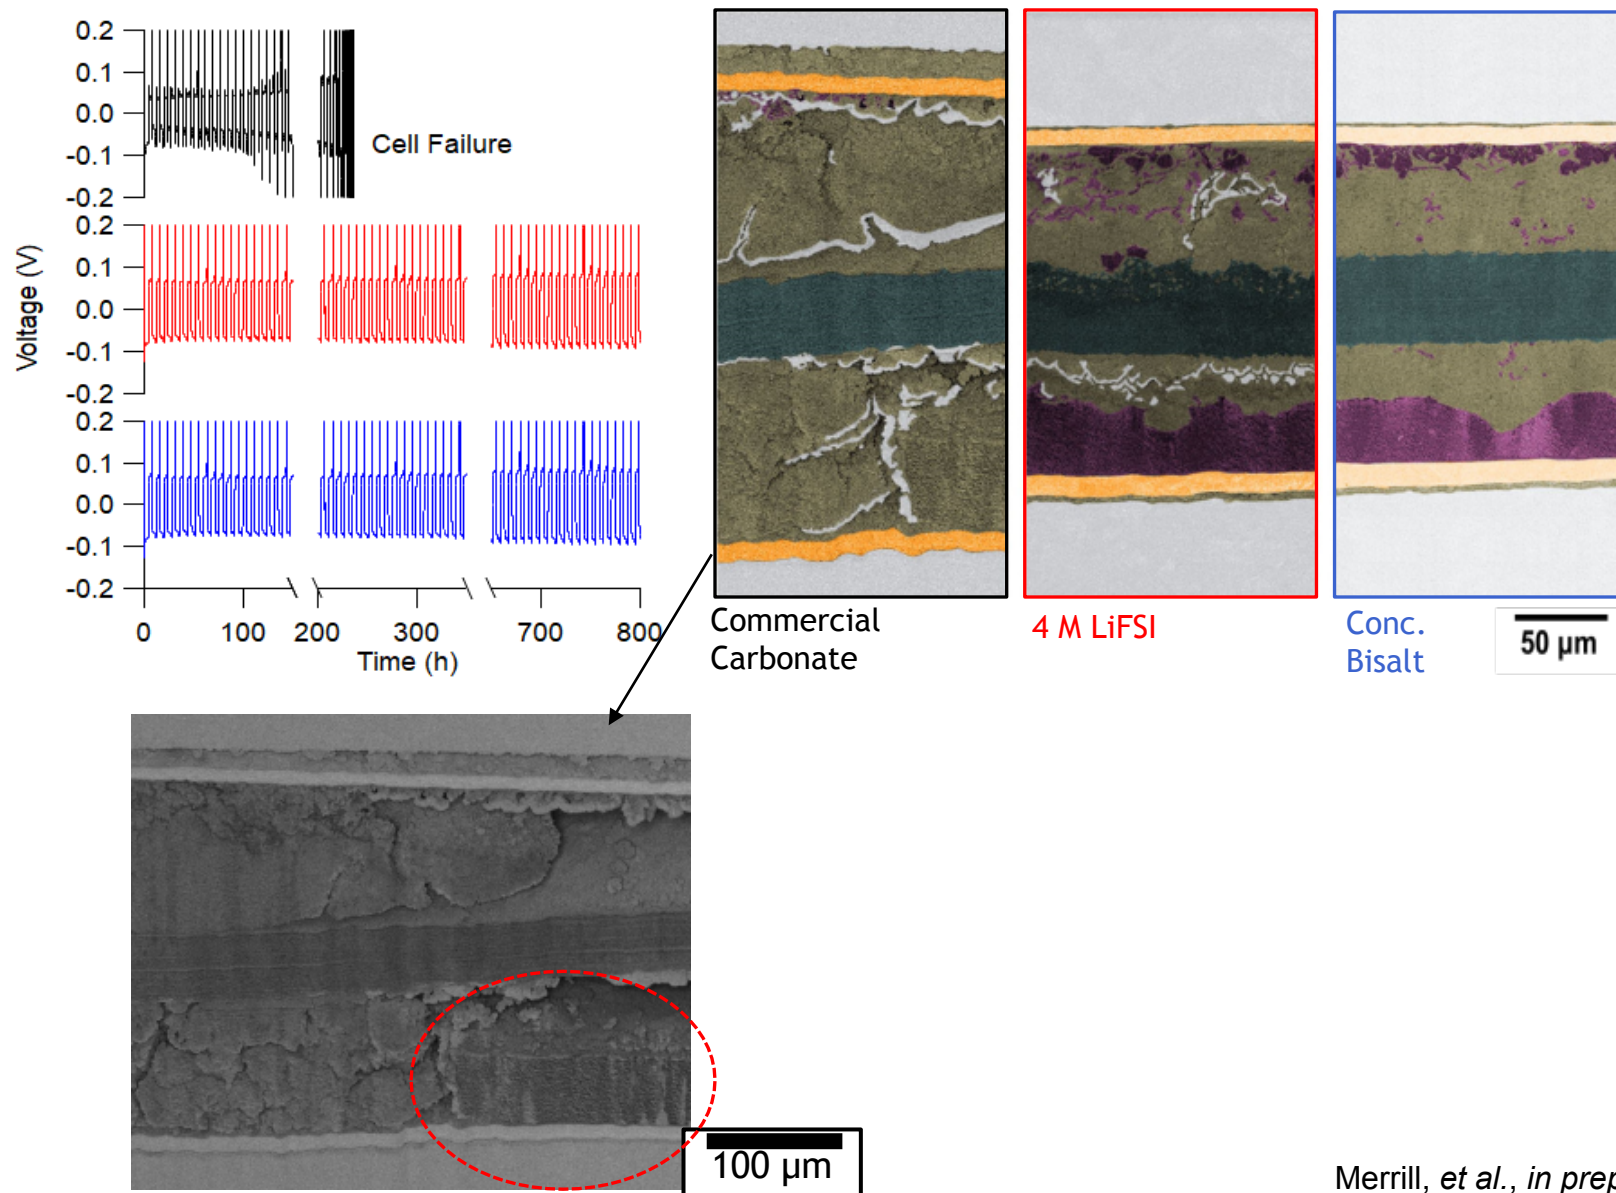 0.2
0.1
0.0
-0.1
-0.2
Cell Failure
0.2
0.1
0.0
-0.1
-0.2
0.2
0.1
0.0
-0.1
-0.2
Voltage (V)
0 100 200 300 700 800
Time (h)
Commercial
Carbonate
4 M LiFSI
Conc.
Bisalt
50 µm
100 µm
Merrill, et al., in prep